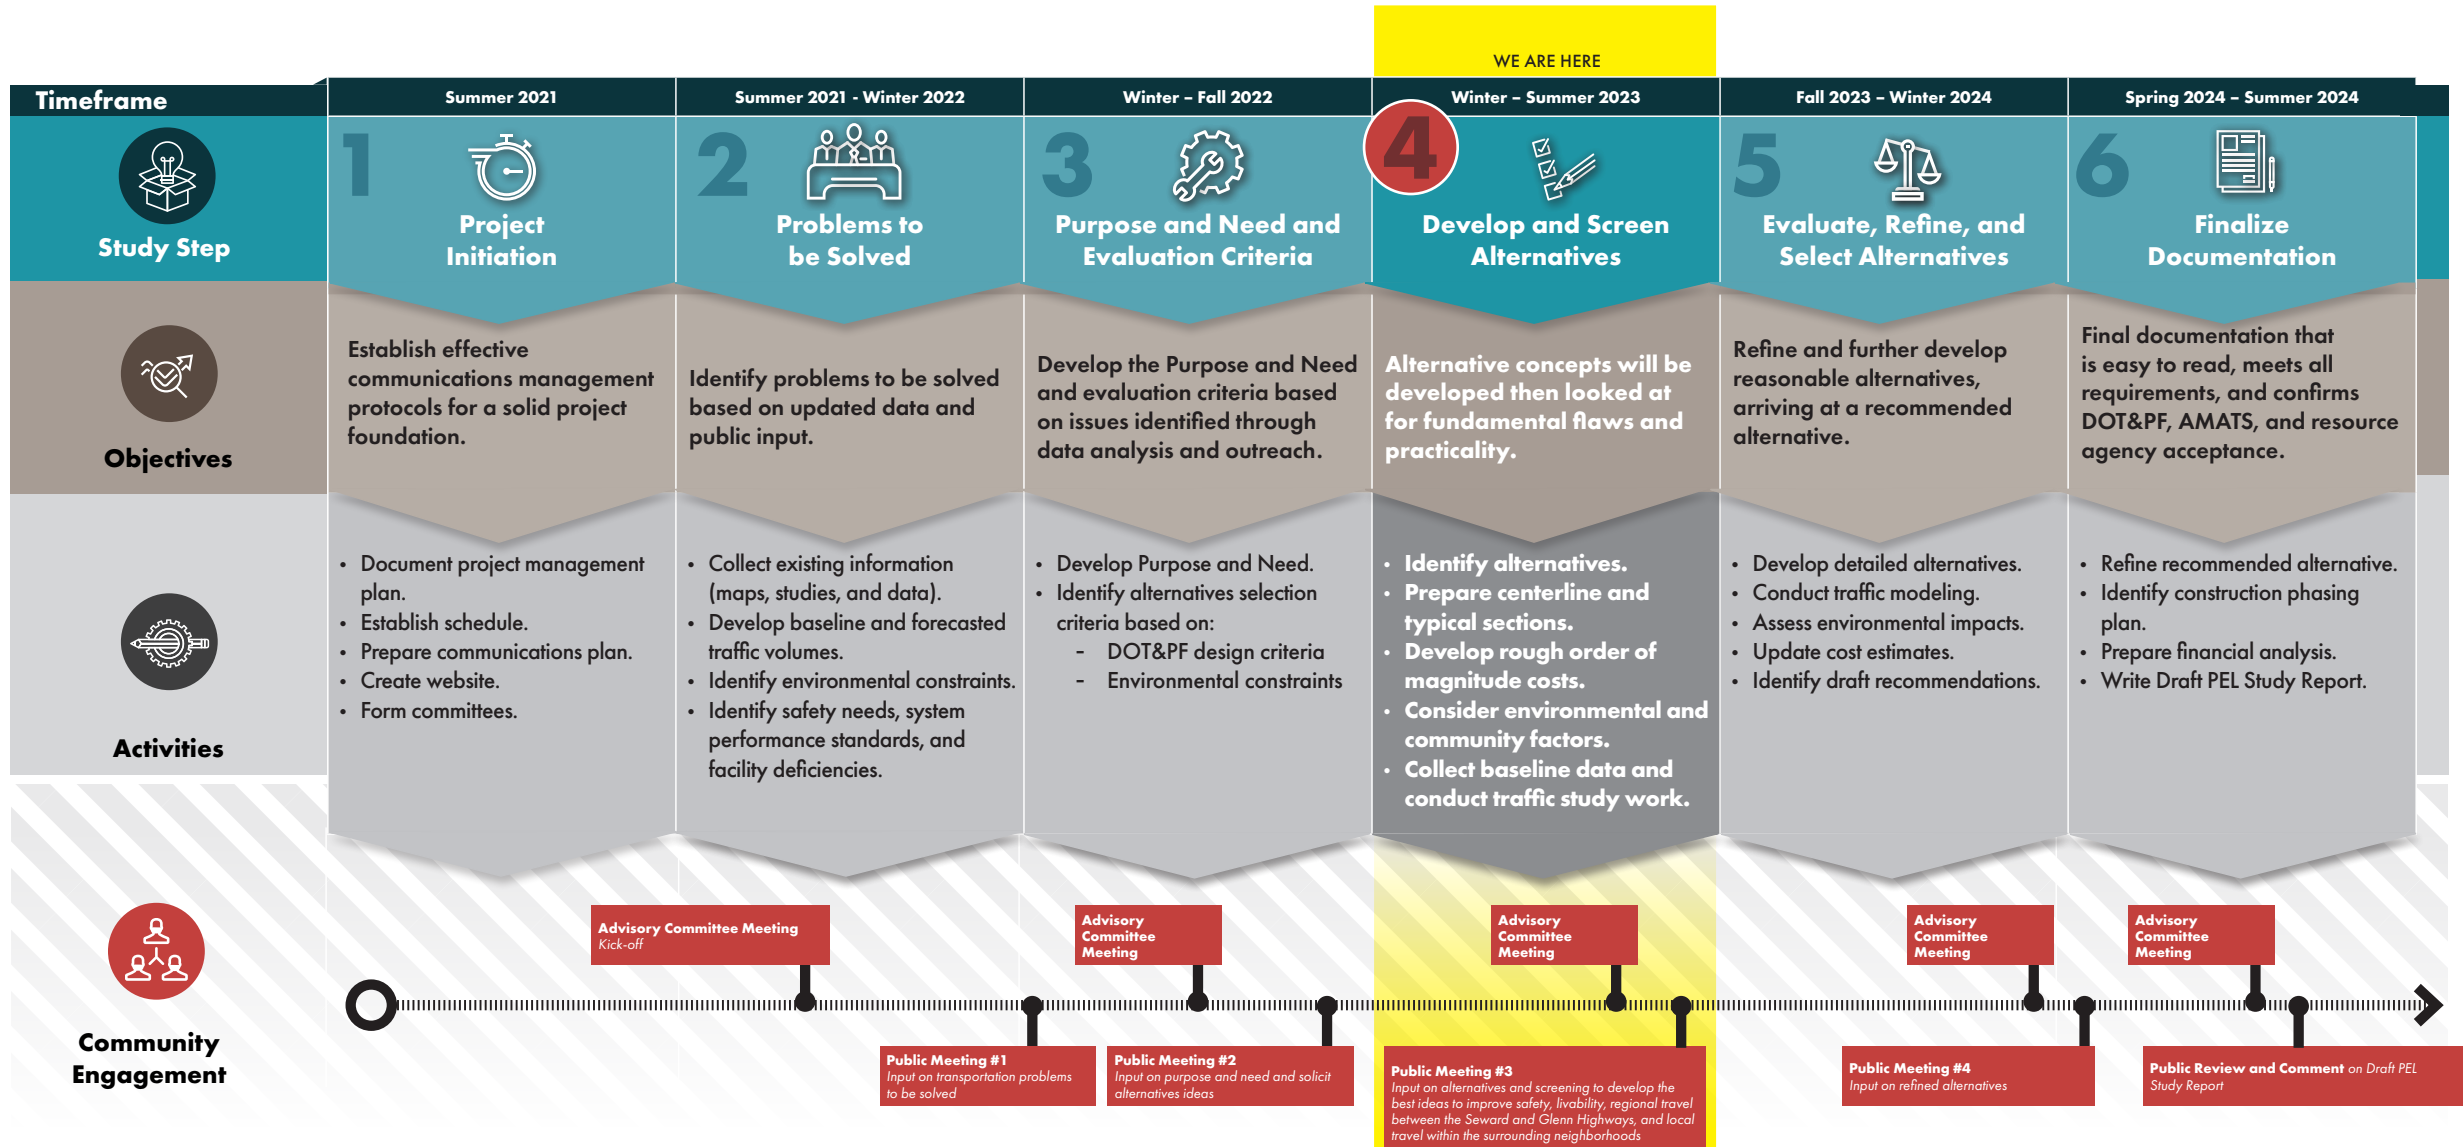 WE ARE HERE
Timeframe
Summer 2021
Summer 2021 - Winter 2022
Winter – Fall 2022
Winter – Summer 2023
Fall 2023 – Winter 2024
Spring 2024 – Summer 2024
Study Step
1
Project
Initiation
2
Problems to
be Solved
3
Purpose and Need and
Evaluation Criteria
4
Develop and Screen
Alternatives
5
Evaluate, Refine, and
Select Alternatives
6
Finalize
Documentation
Objectives
Establish effective
communications management
protocols for a solid project
foundation.
Identify problems to be solved
based on updated data and
public input.
Develop the Purpose and Need
and evaluation criteria based
on issues identified through
data analysis and outreach.
Alternative concepts will be
developed then looked at
for fundamental flaws and
practicality.
Refine and further develop
reasonable alternatives,
arriving at a recommended
alternative.
Final documentation that
is easy to read, meets all
requirements, and confirms
DOT&PF, AMATS, and resource
agency acceptance.
Activities
• Document project management
plan.
• Establish schedule.
• Prepare communications plan.
• Create website.
• Form committees.
• Collect existing information
(maps, studies, and data).
• Develop baseline and forecasted
traffic volumes.
• Identify environmental constraints.
• Identify safety needs, system
performance standards, and
facility deficiencies.
• Develop Purpose and Need.
• Identify alternatives selection
criteria based on:
- DOT&PF design criteria
- Environmental constraints
• Identify alternatives.
• Prepare centerline and
typical sections.
• Develop rough order of
magnitude costs.
• Consider environmental and
community factors.
• Collect baseline data and
conduct traffic study work.
• Develop detailed alternatives.
• Conduct traffic modeling.
• Assess environmental impacts.
• Update cost estimates.
• Identify draft recommendations.
• Refine recommended alternative.
• Identify construction phasing
plan.
• Prepare financial analysis.
• Write Draft PEL Study Report.
Community
Engagement
Advisory Committee Meeting
Kick-off
Advisory
Committee
Meeting
Advisory
Committee
Meeting
Advisory
Committee
Meeting
Advisory
Committee
Meeting
Public Meeting #1
Input on transportation problems
to be solved
Public Meeting #2
Input on purpose and need and solicit
alternatives ideas
Public Meeting #3
Input on alternatives and screening to develop the
best ideas to improve safety, livability, regional travel
between the Seward and Glenn Highways, and local
travel within the surrounding neighborhoods
Public Meeting #4
Input on refined alternatives
Public Review and Comment on Draft PEL
Study Report